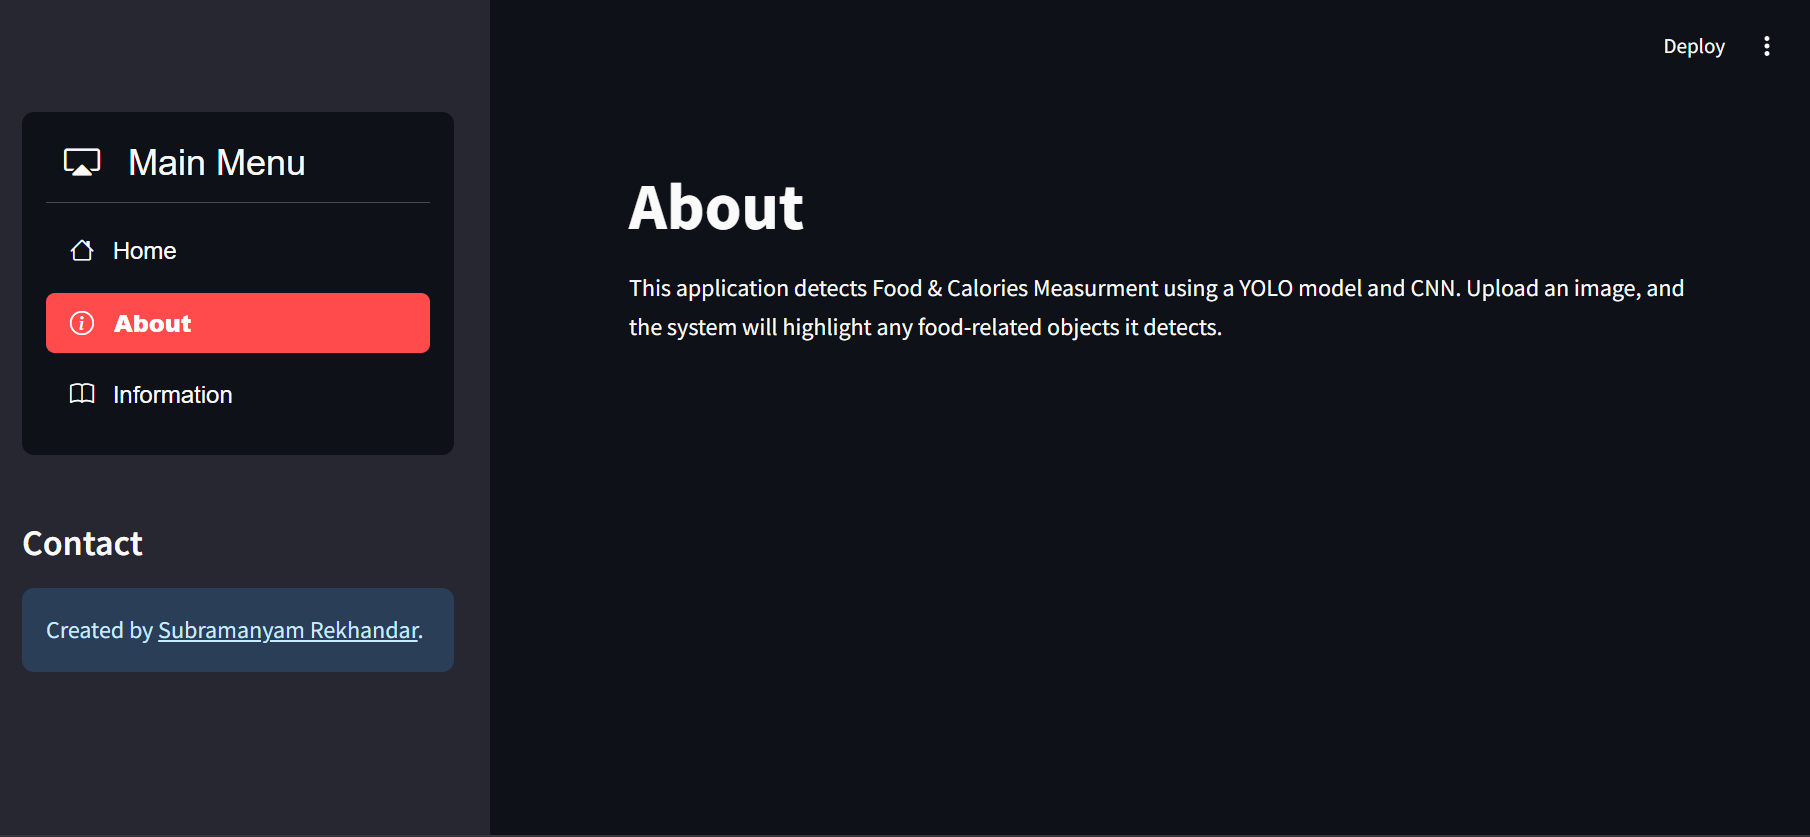 Deploy
Main Menu
Home
About
Information
Contact
Created by Subramanyam Rekhandar.
About
This application detects Food & Calories Measurment using a YOLO model and CNN. Upload an image, and
the system will highlight any food-related objects it detects.